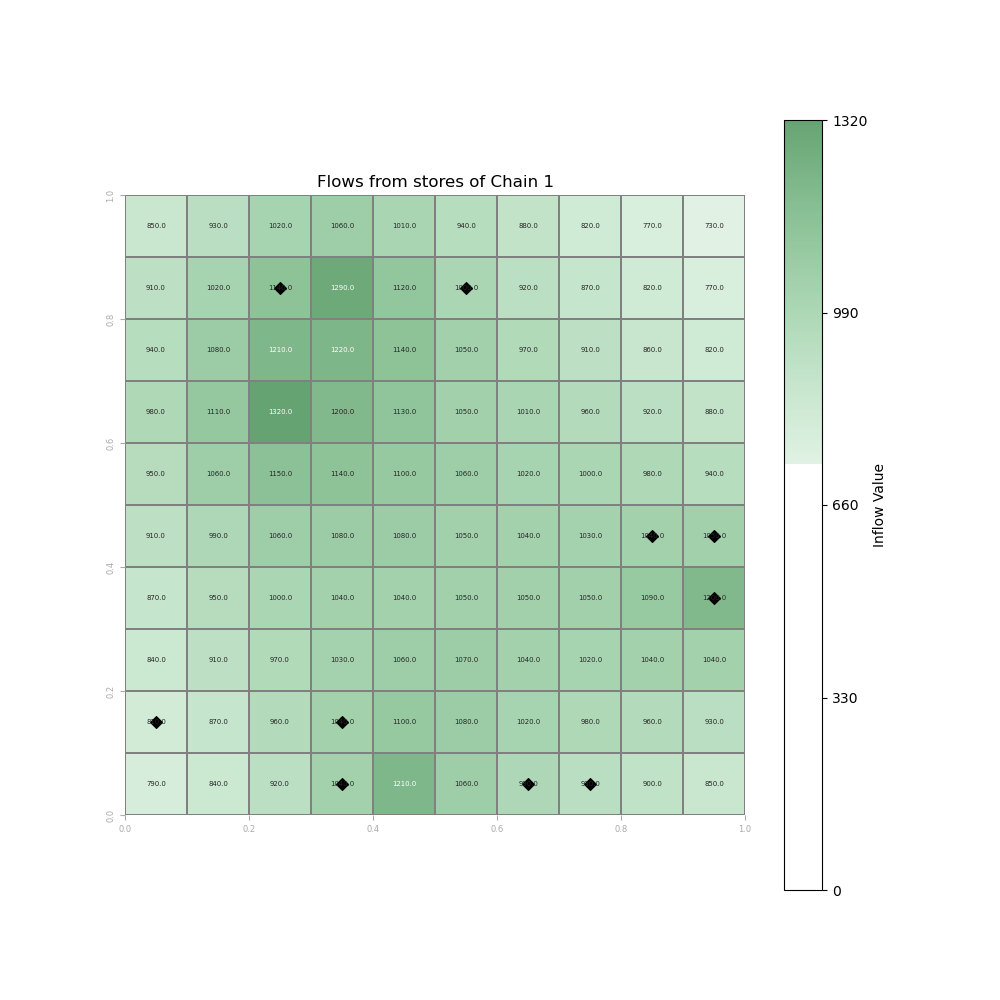 Flows from stores of Chain 1
850.0 930.0 1020.0 1060.0 1010.0 940.0 880.0 820.0 770.0 730.0
910.0 1020.0 1290.0 1120.0 920.0 870.0 820.0 770.0
940.0 1080.0 1210.0 1220.0 1140.0 1050.0 970.0 910.0 860.0 820.0
980.0 1110.0 1320.0 1200.0 1130.0 1050.0 1010.0 960.0 920.0 880.0
950.0 1060.0 1150.0 1140.0 1100.0 1060.0 1020.0 1000.0 980.0 940.0
910.0 990.0 1060.0 1080.0 1080.0 1050.0 1040.0 1030.0
870.0 950.0 1000.0 1040.0 1040.0 1050.0 1050.0 1050.0 1090.0
840.0 910.0 970.0 1030.0 1060.0 1070.0 1040.0 1020.0 1040.0 1040.0
870.0 960.0 1100.0 1080.0 1020.0 980.0 960.0 930.0
790.0 840.0 920.0 1210.0 1060.0 900.0 850.0
0.0 0.2 0.4 0.6 0.8 1.0
0.0
0.2
0.4
0.6
0.8
1.0
1320
990
660
330
0
Inflow Value